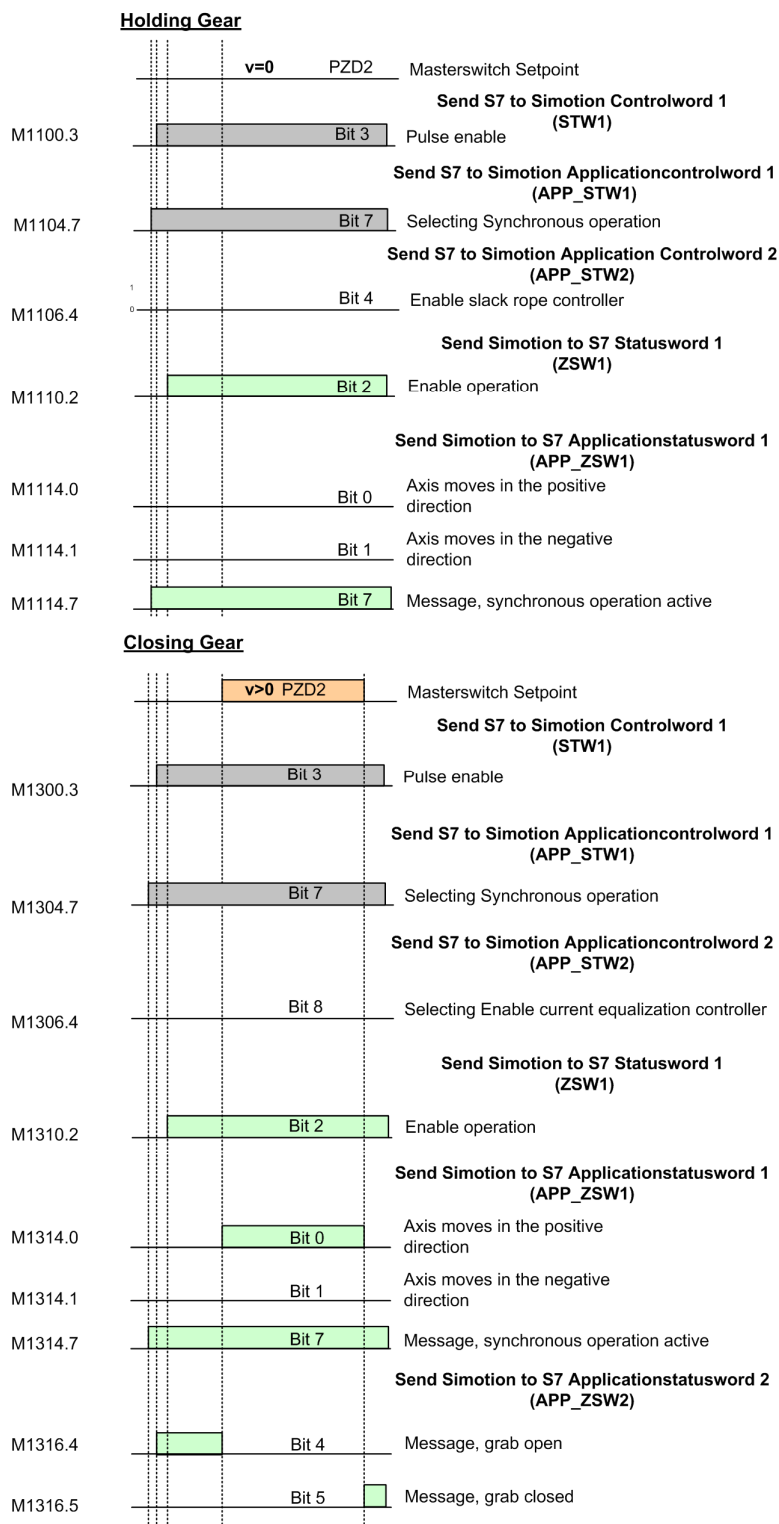 Holding Gear
v=0 PZD2 Masterswitch Setpoint
Send S7 to Simotion Controlword 1
(STW1)
M1100.3 Bit 3 Pulse enable
Send S7 to Simotion Applicationcontrolword 1
(APP_STW1)
M1104.7 Bit 7 Selecting Synchronous operation
Send S7 to Simotion Application Controlword 2
(APP_STW2)
1
0
M1106.4 Bit 4 Enable slack rope controller
Send Simotion to S7 Statusword 1
(ZSW1)
M1110.2 Bit 2 Enable operation
Send Simotion to S7 Applicationstatusword 1
(APP_ZSW1)
M1114.0 Bit 0 Axis moves in the positive
direction
M1114.1 Bit 1 Axis moves in the negative
direction
M1114.7 Bit 7 Message, synchronous operation active
Closing Gear
v>0 PZD2 Masterswitch Setpoint
Send S7 to Simotion Controlword 1
(STW1)
M1300.3 Bit 3 Pulse enable
Send S7 to Simotion Applicationcontrolword 1
(APP_STW1)
M1304.7 Bit 7 Selecting Synchronous operation
Send S7 to Simotion Applicationcontrolword 2
(APP_STW2)
M1306.4 Bit 8 Selecting Enable current equalization controller
Send Simotion to S7 Statusword 1
(ZSW1)
M1310.2 Bit 2 Enable operation
Send Simotion to S7 Applicationstatusword 1
(APP_ZSW1)
M1314.0 Bit 0 Axis moves in the positive
direction
M1314.1 Bit 1 Axis moves in the negative
direction
M1314.7 Bit 7 Message, synchronous operation active
Send Simotion to S7 Applicationstatusword 2
(APP_ZSW2)
M1316.4 Bit 4 Message, grab open
M1316.5 Bit 5 Message, grab closed